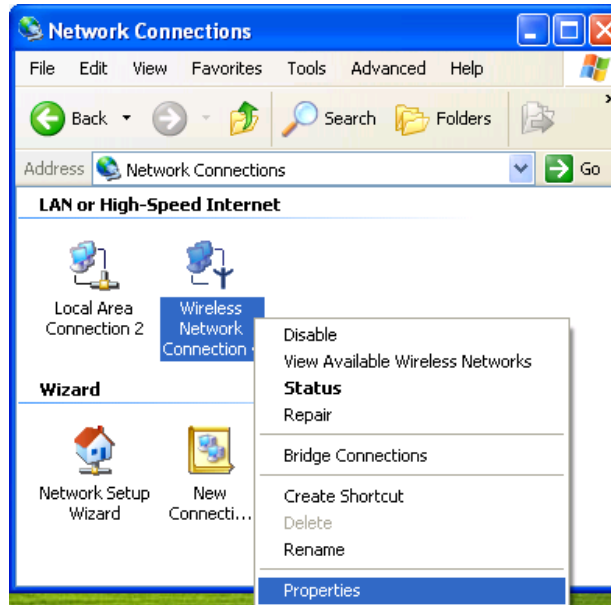 Network Connections
File Edit View Favorites Tools Advanced Help
Back Search Folders
Address Network Connections Go
LAN or High-Speed Internet
Local Area
Connection 2
Wireless
Network
Connection
Disable
View Available Wireless Networks
Status
Repair
Bridge Connections
Create Shortcut
Delete
Rename
Properties
Wizard
Network Setup
Wizard
New
Connecti...